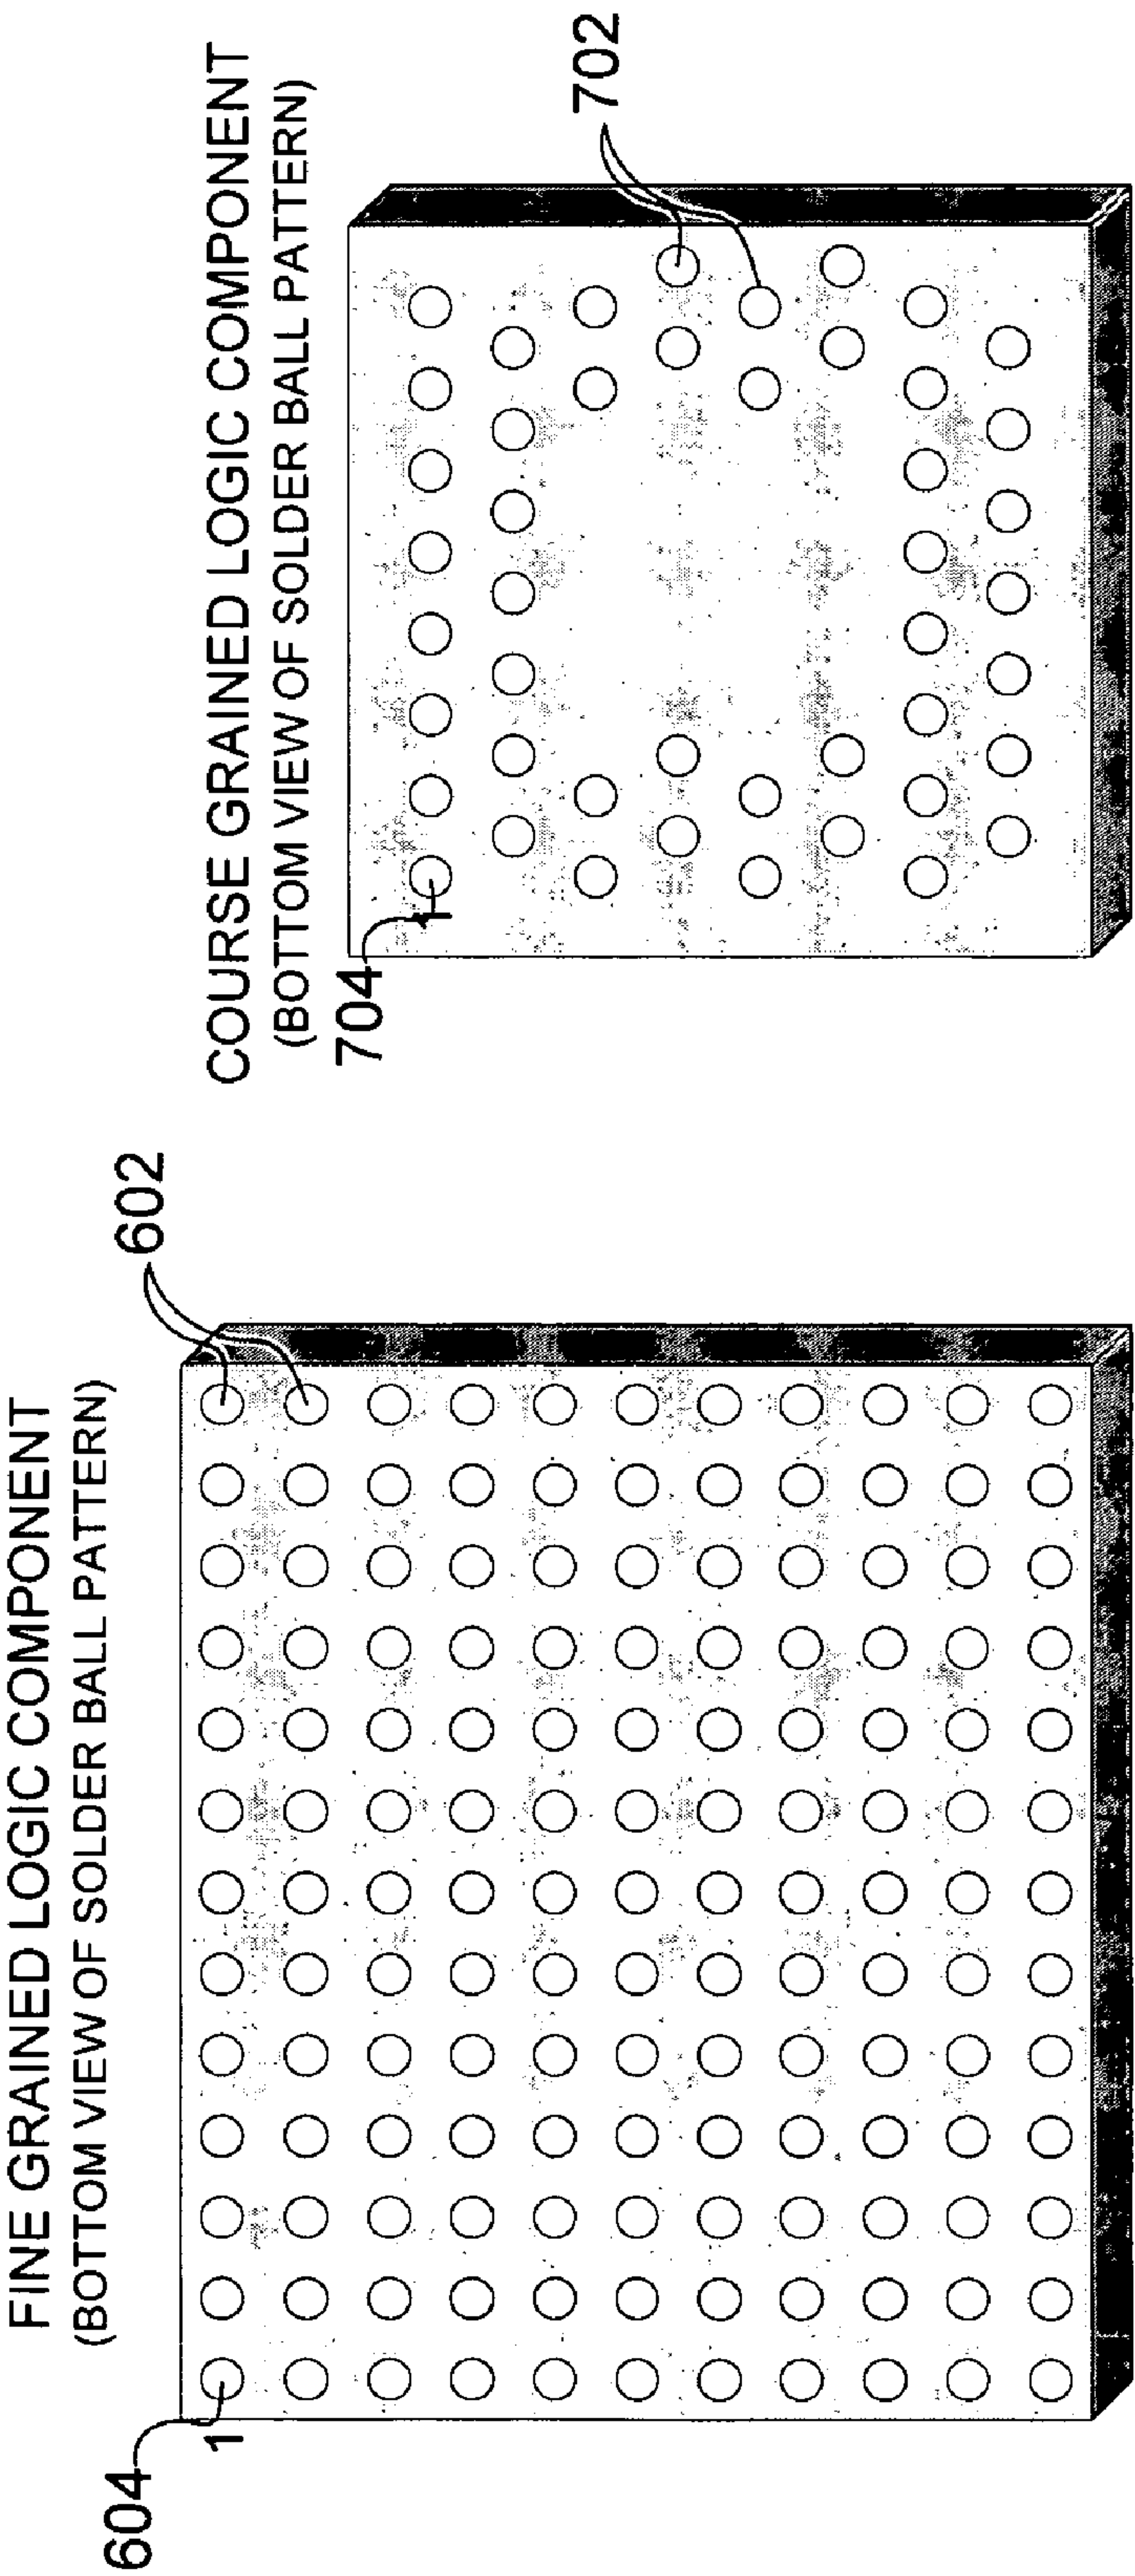 FINE GRAINED LOGIC COMPONENT
(BOTTOM VIEW OF SOLDER BALL PATTERN)
604
1
602
COURSE GRAINED LOGIC COMPONENT
(BOTTOM VIEW OF SOLDER BALL PATTERN)
704
1
702